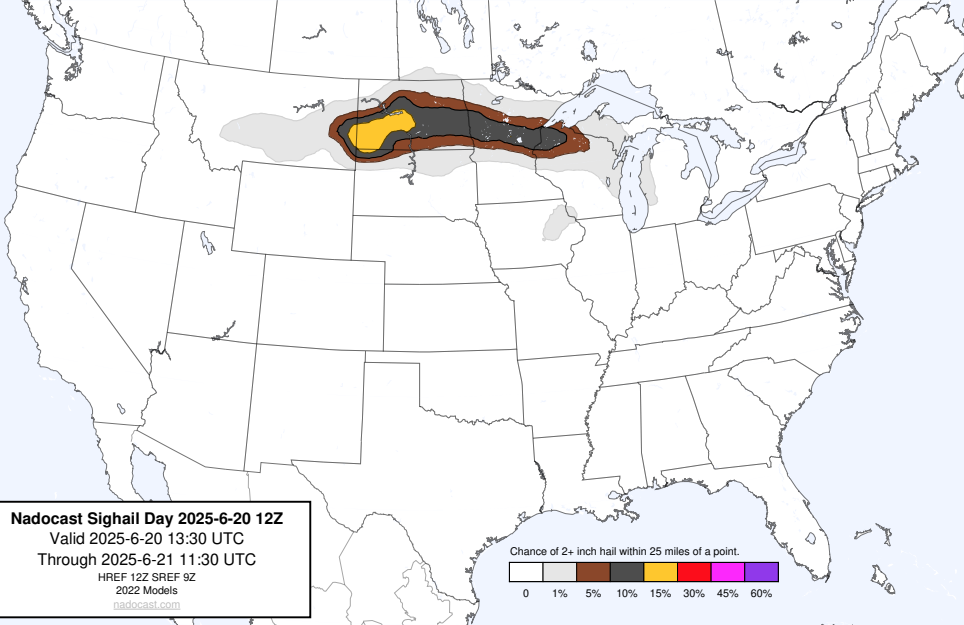 Nadocast Sighail Day 2025-6-20 12Z
Valid 2025-6-20 13:30 UTC
Through 2025-6-21 11:30 UTC
HREF 12Z SREF 9Z
2022 Models
nadocast.com
Chance of 2+ inch hail within 25 miles of a point.
0 1% 5% 10% 15% 30% 45% 60%